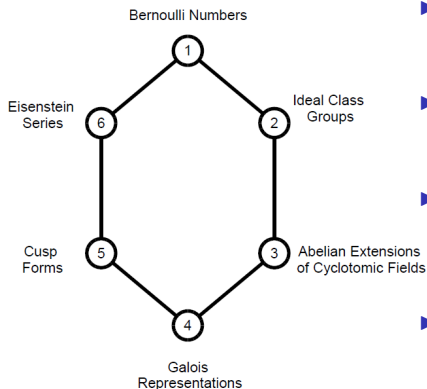 Bernoulli Numbers
1
Eisenstein
Series
6
2
Ideal Class
Groups
Cusp
Forms
5
3
Abelian Extensions
of Cyclotomic Fields
4
Galois
Representations